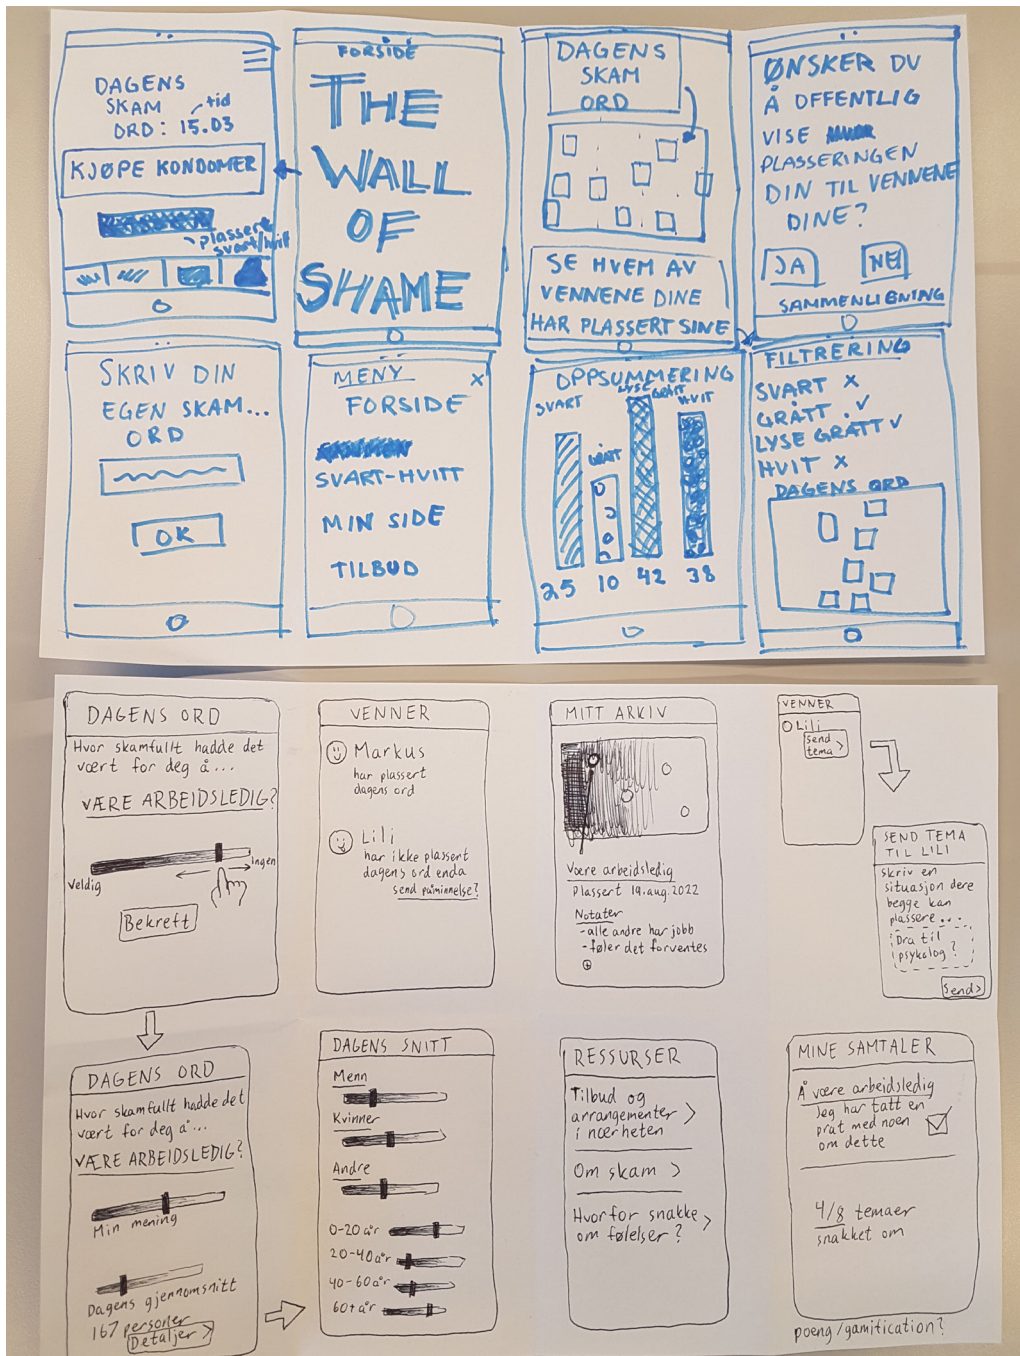 DAGENS
SKAM
ORD: 15.03
tid
KJØPE KONDOMER
plassert
svart/hvitt
FORSIDE
THE
WALL
OF
SHAME
DAGENS
SKAM
ORD
SE HVEM AV
VENNENE DINE
HAR PLASSERT SINE
ØNSKER DU
Å OFFENTLIG
VISE
PLASSERINGEN
DIN TIL VENNENE
DINE?
JA
NEI
SAMMENLIGNING
SKRIV DIN
EGEN SKAM...
ORD
OK
MENY
X
FORSIDE
SVART-HVITT
MIN SIDE
TILBUD
OPPSUMMERING
SVART
GRÅTT
LYSE GRÅTT
HVIT
25
10
42
38
FILTRERING
SVART X
GRÅTT ✓
LYSE GRÅTT ✓
HVIT X
DAGENS ORD
DAGENS ORD
Hvor skamfullt hadde det
vært for deg å...
VÆRE ARBEIDSLEDIG?
Veldig
Ingen
Bekreft
VENNER
Markus
har plassert
dagens ord
Lili
har ikke plassert
dagens ord enda
send påminnelse?
MITT ARKIV
Være arbeidsledig
Plassert 19.aug.2022
Notater
-alle andre har jobb
-føler det forventes
VENNER
Lili
Send
tema >
SEND TEMA
TIL LILI
skriv en
situasjon dere
begge kan
plassere...
Dra til
psykolog?
Send>
DAGENS ORD
Hvor skamfullt hadde det
vært for deg å...
VÆRE ARBEIDSLEDIG?
Min mening
Dagens gjennomsnitt
167 personer
Detaljer >
DAGENS SNITT
Menn
Kvinner
Andre
0-20 år
20-40 år
40-60 år
60+ år
RESSURSER
Tilbud og
arrangementer >
i nærheten
Om skam >
Hvorfor snakke >
om følelser?
MINE SAMTALER
Å være arbeidsledig
Jeg har tatt en
prat med noen
om dette
4/8 temaer
snakket om
poeng/gamification?